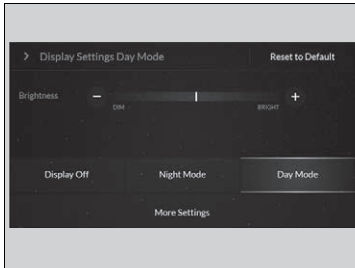 > Display Settings Day Mode Reset to Default
Brightness − +
DIM BRIGHT
Display Off Night Mode Day Mode
More Settings